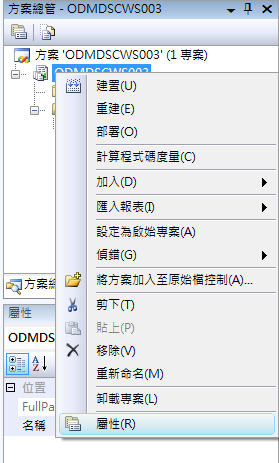 方案總管 - ODMDSCWS003
方案 'ODMDSCWS003' (1 專案)
ODMDSCWS003
建置(U)
重建(E)
部署(O)
計算程式碼度量(C)
加入(D)
匯入報表(I)
設定為啟始專案(A)
偵錯(G)
將方案加入至原始檔控制(A)...
剪下(T)
貼上(P)
移除(V)
重新命名(M)
卸載專案(L)
屬性(R)
方案總
屬性
ODMDS
位置
FullPa
名稱